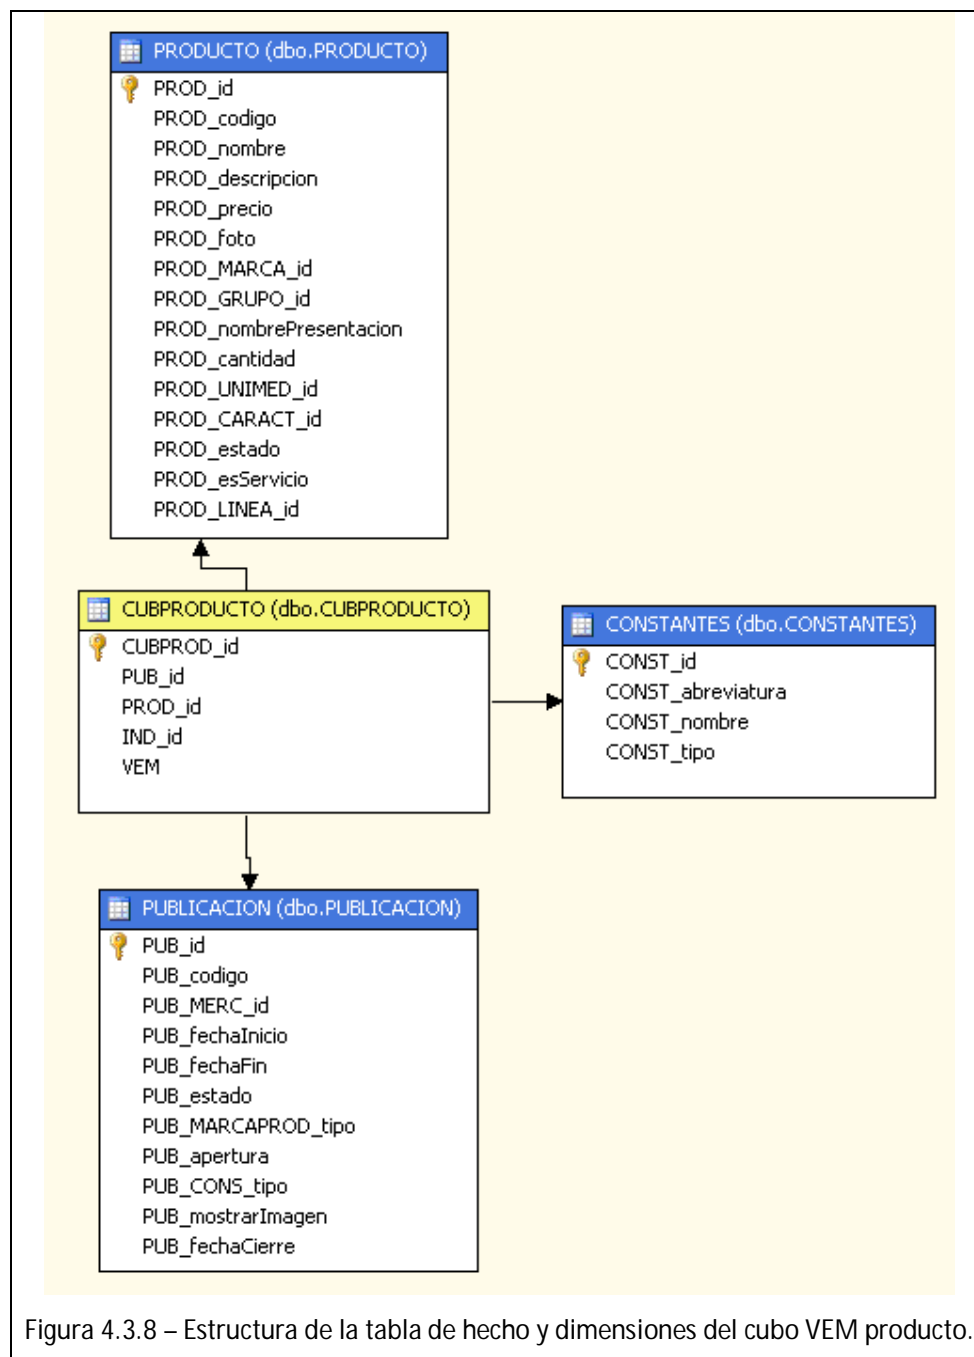 PRODUCTO (dbo.PRODUCTO)
PROD_id
PROD_codigo
PROD_nombre
PROD_descripcion
PROD_precio
PROD_foto
PROD_MARCA_id
PROD_GRUPO_id
PROD_nombrePresentacion
PROD_cantidad
PROD_UNIMED_id
PROD_CARACT_id
PROD_estado
PROD_esServicio
PROD_LINEA_id
CUBPRODUCTO (dbo.CUBPRODUCTO)
CUBPROD_id
PUB_id
PROD_id
IND_id
VEM
CONSTANTES (dbo.CONSTANTES)
CONST_id
CONST_abreviatura
CONST_nombre
CONST_tipo
PUBLICACION (dbo.PUBLICACION)
PUB_id
PUB_codigo
PUB_MERC_id
PUB_fechaInicio
PUB_fechaFin
PUB_estado
PUB_MARCAPROD_tipo
PUB_apertura
PUB_CONS_tipo
PUB_mostrarImagen
PUB_fechaCierre
Figura 4.3.8 – Estructura de la tabla de hecho y dimensiones del cubo VEM producto.